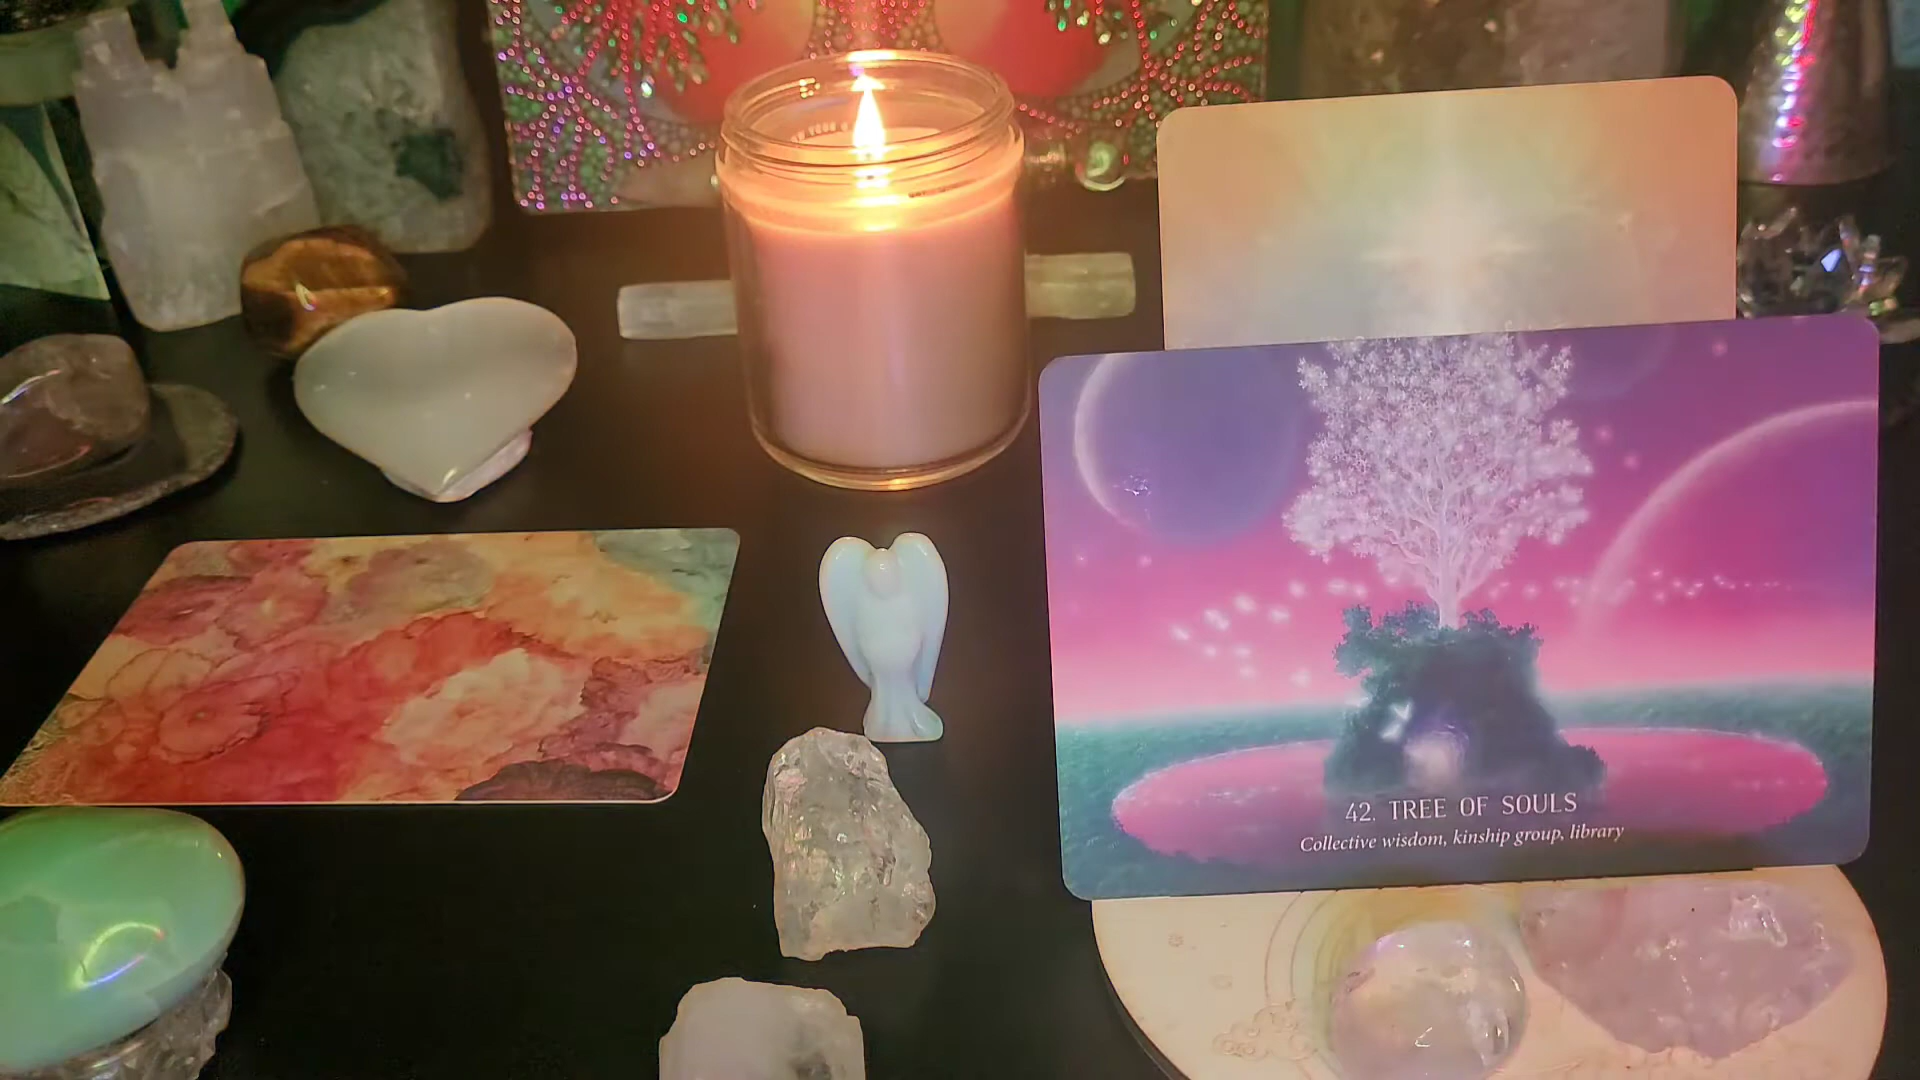 42. TREE OF SOULS
Collective wisdom, kinship group, library